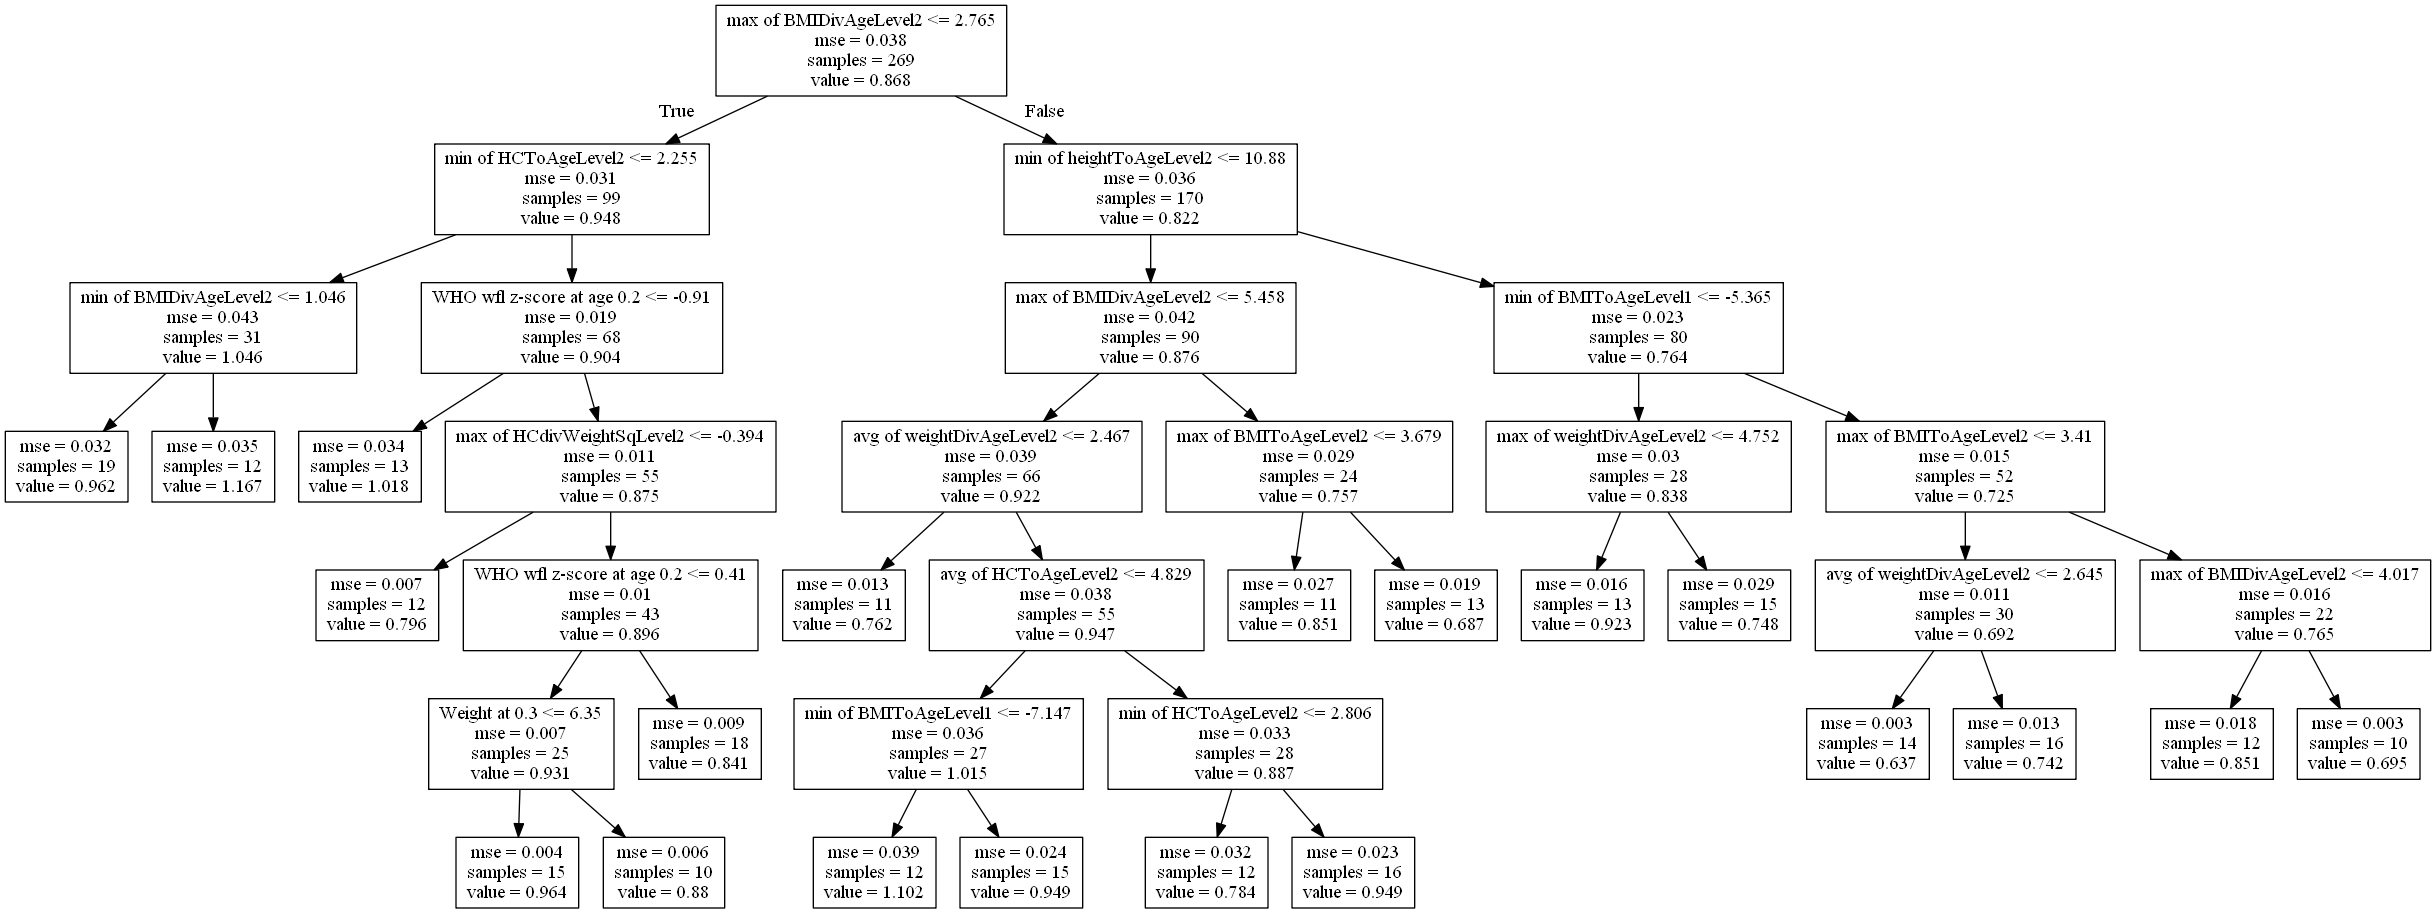 max of BMIDivAgeLevel2 <= 2.765
mse = 0.038
samples = 269
value = 0.868
True
False
min of HCToAgeLevel2 <= 2.255
mse = 0.031
samples = 99
value = 0.948
min of heightToAgeLevel2 <= 10.88
mse = 0.036
samples = 170
value = 0.822
min of BMIDivAgeLevel2 <= 1.046
mse = 0.043
samples = 31
value = 1.046
WHO wfl z-score at age 0.2 <= -0.91
mse = 0.019
samples = 68
value = 0.904
max of BMIDivAgeLevel2 <= 5.458
mse = 0.042
samples = 90
value = 0.876
min of BMIToAgeLevel1 <= -5.365
mse = 0.023
samples = 80
value = 0.764
mse = 0.032
samples = 19
value = 0.962
mse = 0.035
samples = 12
value = 1.167
mse = 0.034
samples = 13
value = 1.018
max of HCdivWeightSqLevel2 <= -0.394
mse = 0.011
samples = 55
value = 0.875
avg of weightDivAgeLevel2 <= 2.467
mse = 0.039
samples = 66
value = 0.922
max of BMIToAgeLevel2 <= 3.679
mse = 0.029
samples = 24
value = 0.757
max of weightDivAgeLevel2 <= 4.752
mse = 0.03
samples = 28
value = 0.838
max of BMIToAgeLevel2 <= 3.41
mse = 0.015
samples = 52
value = 0.725
mse = 0.007
samples = 12
value = 0.796
WHO wfl z-score at age 0.2 <= 0.41
mse = 0.01
samples = 43
value = 0.896
mse = 0.013
samples = 11
value = 0.762
avg of HCToAgeLevel2 <= 4.829
mse = 0.038
samples = 55
value = 0.947
mse = 0.027
samples = 11
value = 0.851
mse = 0.019
samples = 13
value = 0.687
mse = 0.016
samples = 13
value = 0.923
mse = 0.029
samples = 15
value = 0.748
avg of weightDivAgeLevel2 <= 2.645
mse = 0.011
samples = 30
value = 0.692
max of BMIDivAgeLevel2 <= 4.017
mse = 0.016
samples = 22
value = 0.765
Weight at 0.3 <= 6.35
mse = 0.007
samples = 25
value = 0.931
mse = 0.009
samples = 18
value = 0.841
min of BMIToAgeLevel1 <= -7.147
mse = 0.036
samples = 27
value = 1.015
min of HCToAgeLevel2 <= 2.806
mse = 0.033
samples = 28
value = 0.887
mse = 0.003
samples = 14
value = 0.637
mse = 0.013
samples = 16
value = 0.742
mse = 0.018
samples = 12
value = 0.851
mse = 0.003
samples = 10
value = 0.695
mse = 0.004
samples = 15
value = 0.964
mse = 0.006
samples = 10
value = 0.88
mse = 0.039
samples = 12
value = 1.102
mse = 0.024
samples = 15
value = 0.949
mse = 0.032
samples = 12
value = 0.784
mse = 0.023
samples = 16
value = 0.949